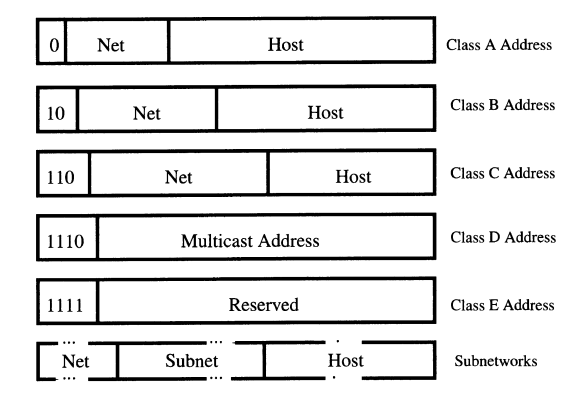 0 Net Host Class A Address
10 Net Host Class B Address
110 Net Host Class C Address
1110 Multicast Address Class D Address
1111 Reserved Class E Address
Net Subnet Host Subnetworks